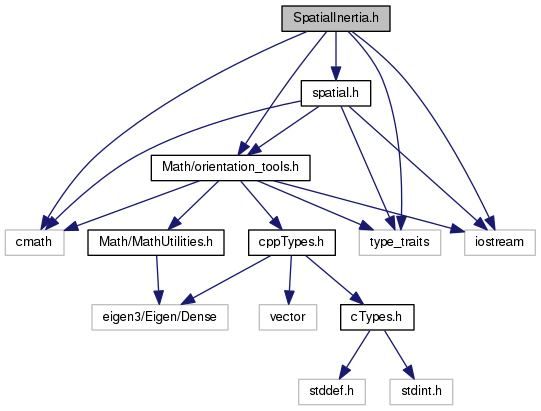 SpatialInertia.h
spatial.h
Math/orientation_tools.h
cmath
Math/MathUtilities.h
cppTypes.h
type_traits
iostream
eigen3/Eigen/Dense
vector
cTypes.h
stddef.h
stdint.h